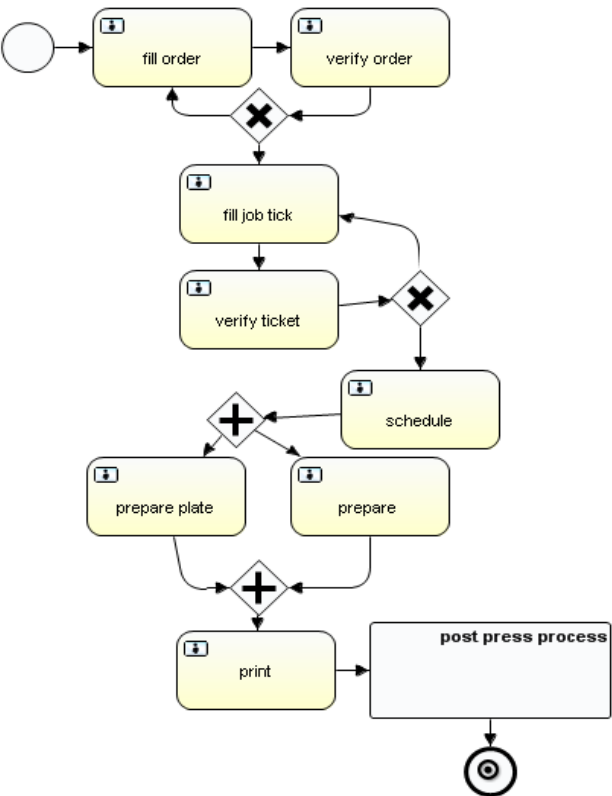 fill order
verify order
fill job tick
verify ticket
schedule
prepare plate
prepare
print
post press process